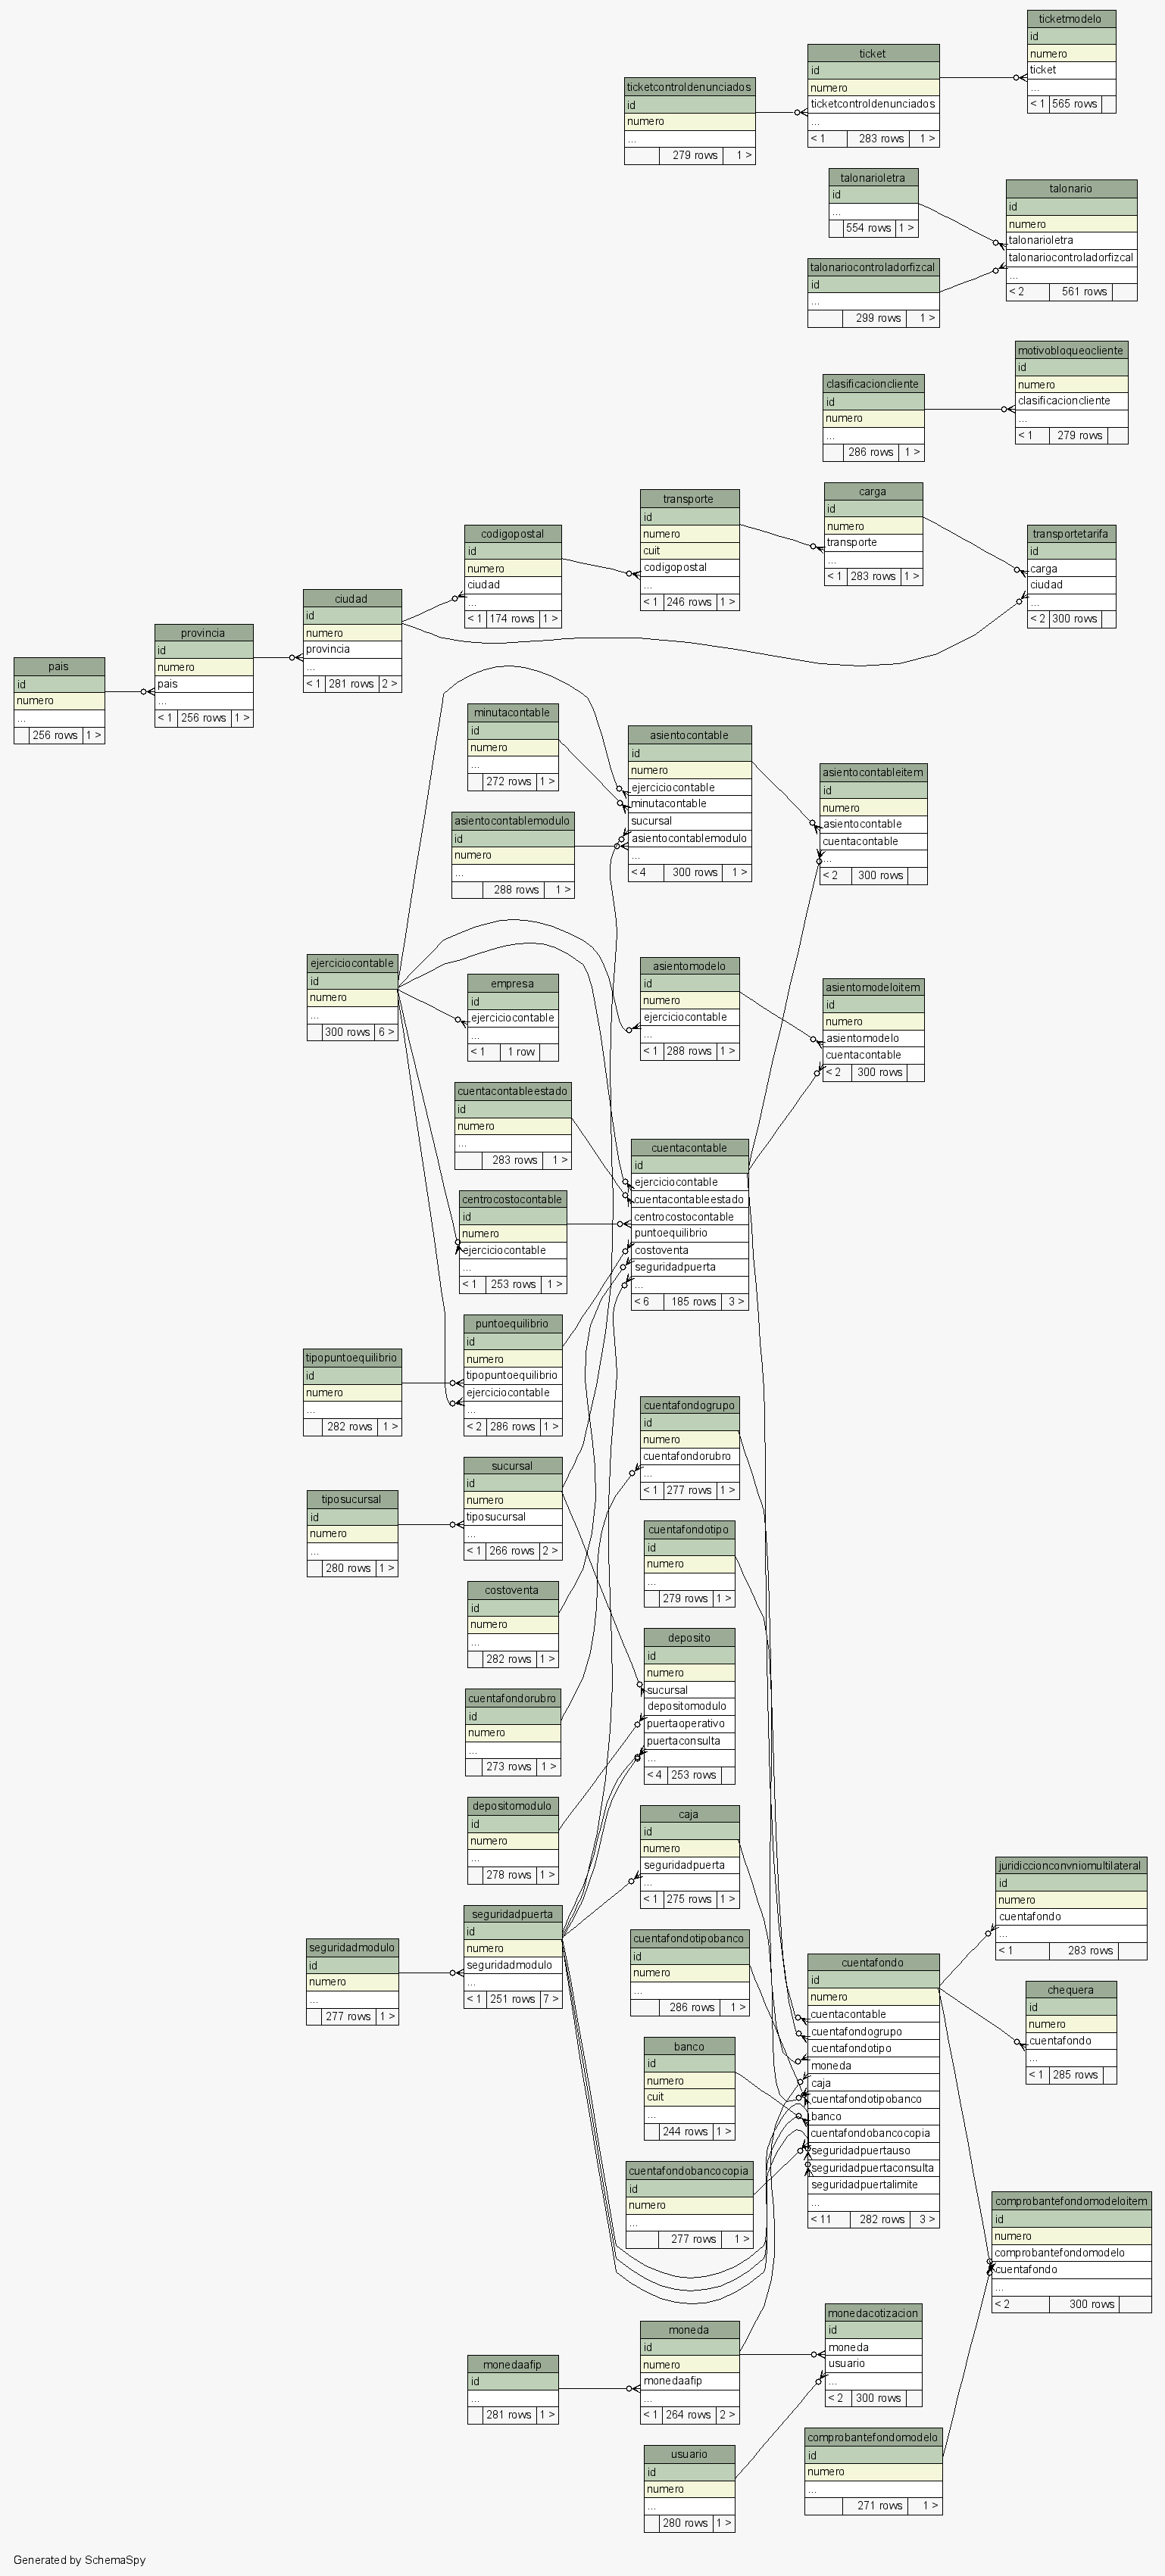 ticketmodelo
id
numero
ticket
...
< 1 565 rows
ticket
id
numero
ticketcontroldenunciados
...
< 1 283 rows 1 >
ticketcontroldenunciados
id
numero
...
279 rows 1 >
talonarioletra
id
...
554 rows 1 >
talonario
id
numero
talonarioletra
talonariocontroladorfizcal
...
< 2 561 rows
talonariocontroladorfizcal
id
...
299 rows 1 >
motivobloqueocliente
id
numero
clasificacioncliente
...
< 1 279 rows
clasificacioncliente
id
numero
...
286 rows 1 >
carga
id
numero
transporte
...
< 1 283 rows 1 >
transporte
id
numero
cuit
codigopostal
...
< 1 246 rows 1 >
codigopostal
id
numero
ciudad
...
< 1 174 rows 1 >
transportetarifa
id
carga
ciudad
...
< 2 300 rows
ciudad
id
numero
provincia
...
< 1 281 rows 2 >
provincia
id
numero
pais
...
< 1 256 rows 1 >
pais
id
numero
...
256 rows 1 >
minutacontable
id
numero
...
272 rows 1 >
asientocontable
id
numero
ejerciciocontable
minutacontable
sucursal
asientocontablemodulo
...
< 4 300 rows 1 >
asientocontableitem
id
numero
asientocontable
cuentacontable
...
< 2 300 rows
asientocontablemodulo
id
numero
...
288 rows 1 >
ejerciciocontable
id
numero
...
300 rows 6 >
empresa
id
ejerciciocontable
...
< 1 1 row
asientomodelo
id
numero
ejerciciocontable
...
< 1 288 rows 1 >
asientomodeloitem
id
numero
asientomodelo
cuentacontable
< 2 300 rows
cuentacontableestado
id
numero
...
283 rows 1 >
cuentacontable
id
ejerciciocontable
cuentacontableestado
centrocostocontable
puntoequilibrio
costoventa
seguridadpuerta
...
< 6 185 rows 3 >
centrocostocontable
id
numero
ejerciciocontable
...
< 1 253 rows 1 >
puntoequilibrio
id
numero
tipopuntoequilibrio
ejerciciocontable
...
< 2 286 rows 1 >
tipopuntoequilibrio
id
numero
...
282 rows 1 >
cuentafondogrupo
id
numero
cuentafondorubro
...
< 1 277 rows 1 >
sucursal
id
numero
tiposucursal
...
< 1 266 rows 2 >
tiposucursal
id
numero
...
280 rows 1 >
cuentafondotipo
id
numero
...
279 rows 1 >
costoventa
id
numero
...
282 rows 1 >
deposito
id
numero
sucursal
depositomodulo
puertaoperativo
puertaconsulta
...
< 4 253 rows
cuentafondorubro
id
numero
...
273 rows 1 >
depositomodulo
id
numero
...
278 rows 1 >
caja
id
numero
seguridadpuerta
...
< 1 275 rows 1 >
juridiccionconvniomultilateral
id
numero
cuentafondo
...
< 1 283 rows
seguridadpuerta
id
numero
seguridadmodulo
...
< 1 251 rows 7 >
seguridadmodulo
id
numero
...
277 rows 1 >
cuentafondotipobanco
id
numero
...
286 rows 1 >
cuentafondo
id
numero
cuentacontable
cuentafondogrupo
cuentafondotipo
moneda
caja
cuentafondotipobanco
banco
cuentafondobancocopia
seguridadpuertauso
seguridadpuertaconsulta
seguridadpuertalimite
...
< 11 282 rows 3 >
chequera
id
numero
cuentafondo
...
< 1 285 rows
banco
id
numero
cuit
...
244 rows 1 >
cuentafondobancocopia
id
numero
...
277 rows 1 >
comprobantefondomodeloitem
id
numero
comprobantefondomodelo
cuentafondo
...
< 2 300 rows
monedacotizacion
id
moneda
usuario
...
< 2 300 rows
moneda
id
numero
monedaafip
...
< 1 264 rows 2 >
monedaafip
id
...
281 rows 1 >
comprobantefondomodelo
id
numero
...
271 rows 1 >
usuario
id
numero
...
280 rows 1 >
Generated by SchemaSpy